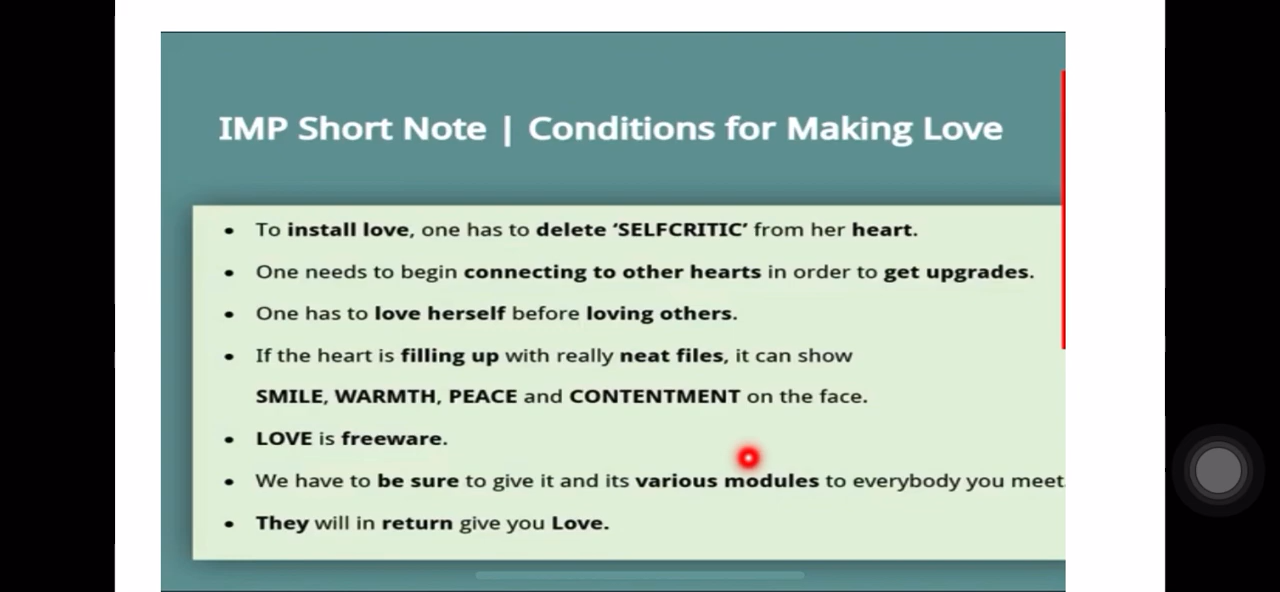 IMP Short Note | Conditions for Making Love
• To install love, one has to delete ‘SELFCRITIC’ from her heart.
• One needs to begin connecting to other hearts in order to get upgrades.
• One has to love herself before loving others.
• If the heart is filling up with really neat files, it can show
SMILE, WARMTH, PEACE and CONTENTMENT on the face.
• LOVE is freeware.
• We have to be sure to give it and its various modules to everybody you meet
• They will in return give you Love.